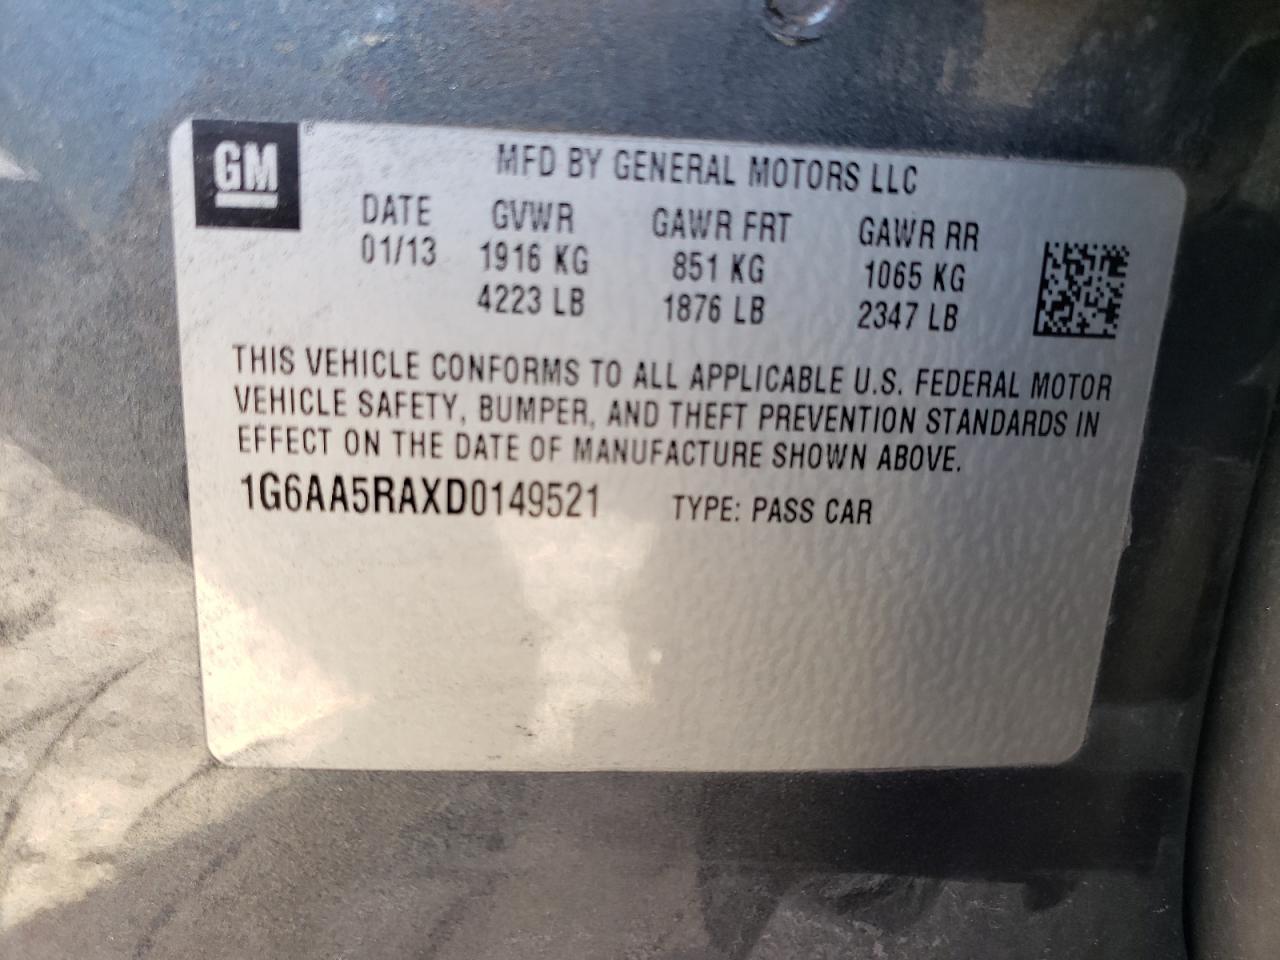 GM
MFD BY GENERAL MOTORS LLC
DATE GVWR GAWR FRT GAWR RR
01/13 1916 KG 851 KG 1065 KG
4223 LB 1876 LB 2347 LB
THIS VEHICLE CONFORMS TO ALL APPLICABLE U.S. FEDERAL MOTOR
VEHICLE SAFETY, BUMPER, AND THEFT PREVENTION STANDARDS IN
EFFECT ON THE DATE OF MANUFACTURE SHOWN ABOVE.
1G6AA5RAXD0149521 TYPE: PASS CAR